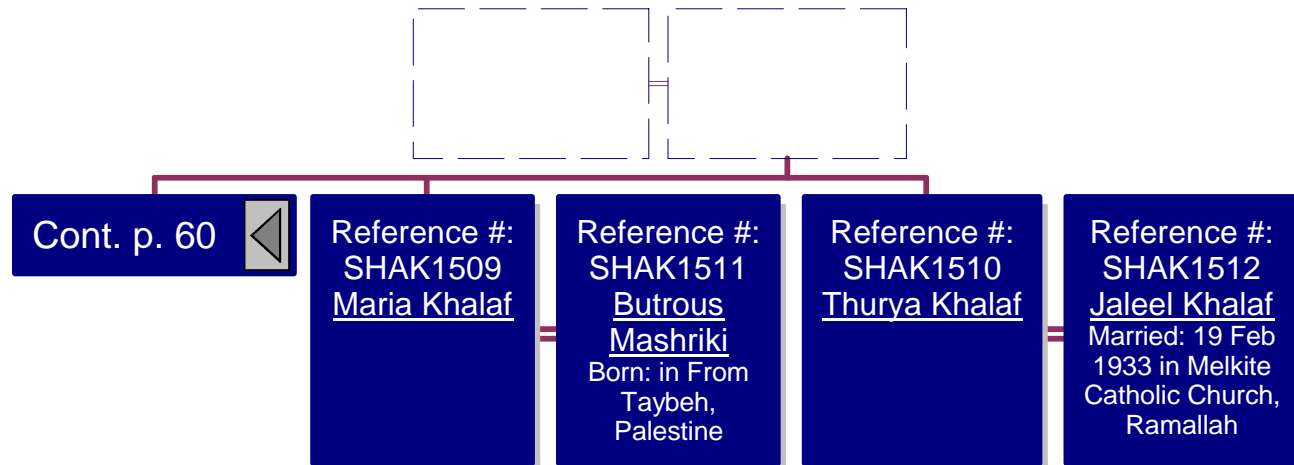 Cont. p. 60
Reference #:
SHAK1509
Maria Khalaf
Reference #:
SHAK1511
Butrous
Mashriki
Born: in From
Taybeh,
Palestine
Reference #:
SHAK1510
Thurya Khalaf
Reference #:
SHAK1512
Jaleel Khalaf
Married: 19 Feb
1933 in Melkite
Catholic Church,
Ramallah